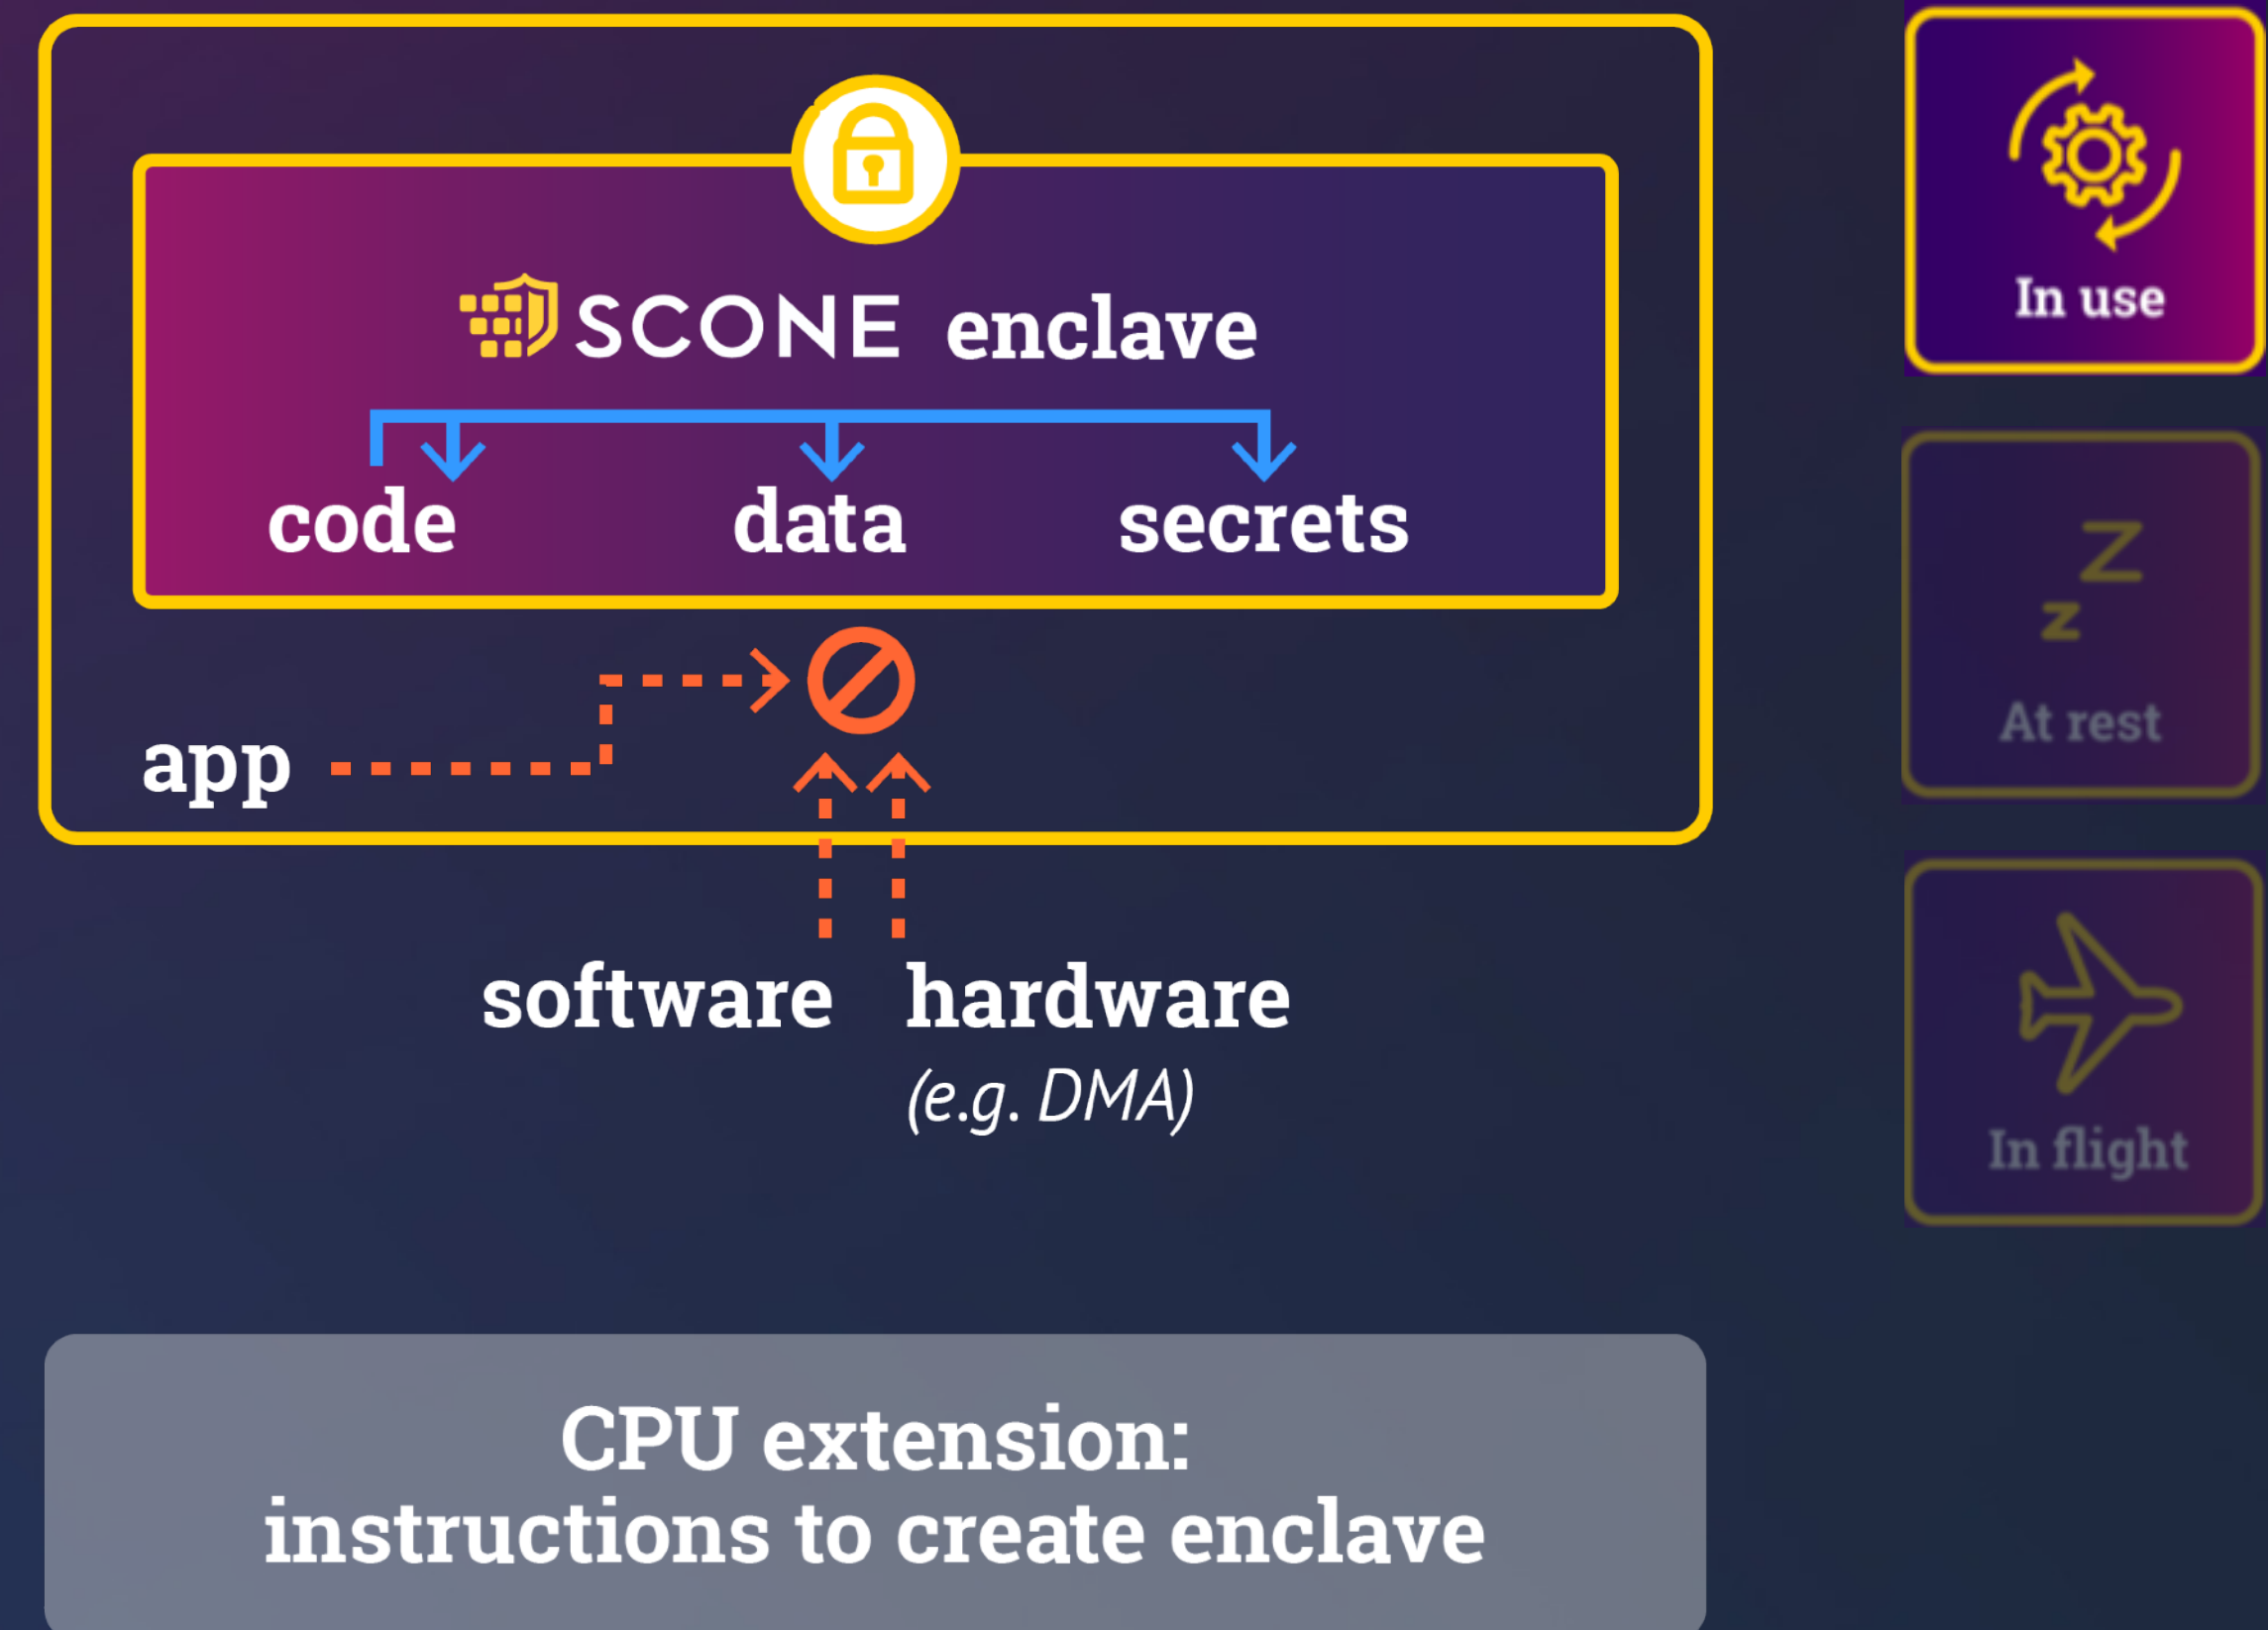 SCONE enclave
code data secrets
app
software hardware
(e.g. DMA)
CPU extension:
instructions to create enclave
In use
Z
z
At rest
In flight